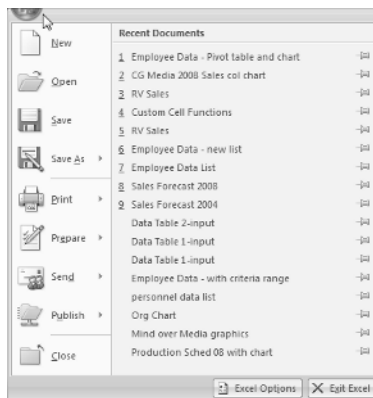 New
Open
Save
Save As
Print
Prepare
Send
Publish
Close
Recent Documents
1 Employee Data - Pivot table and chart
2 CG Media 2008 Sales col chart
3 RV Sales
4 Custom Cell Functions
5 RV Sales
6 Employee Data - new list
7 Employee Data List
8 Sales Forecast 2008
9 Sales Forecast 2004
Data Table 2-input
Data Table 1-input
Data Table 1-input
Employee Data - with criteria range
personnel data list
Org Chart
Mind over Media graphics
Production Sched 08 with chart
Excel Options
Exit Excel